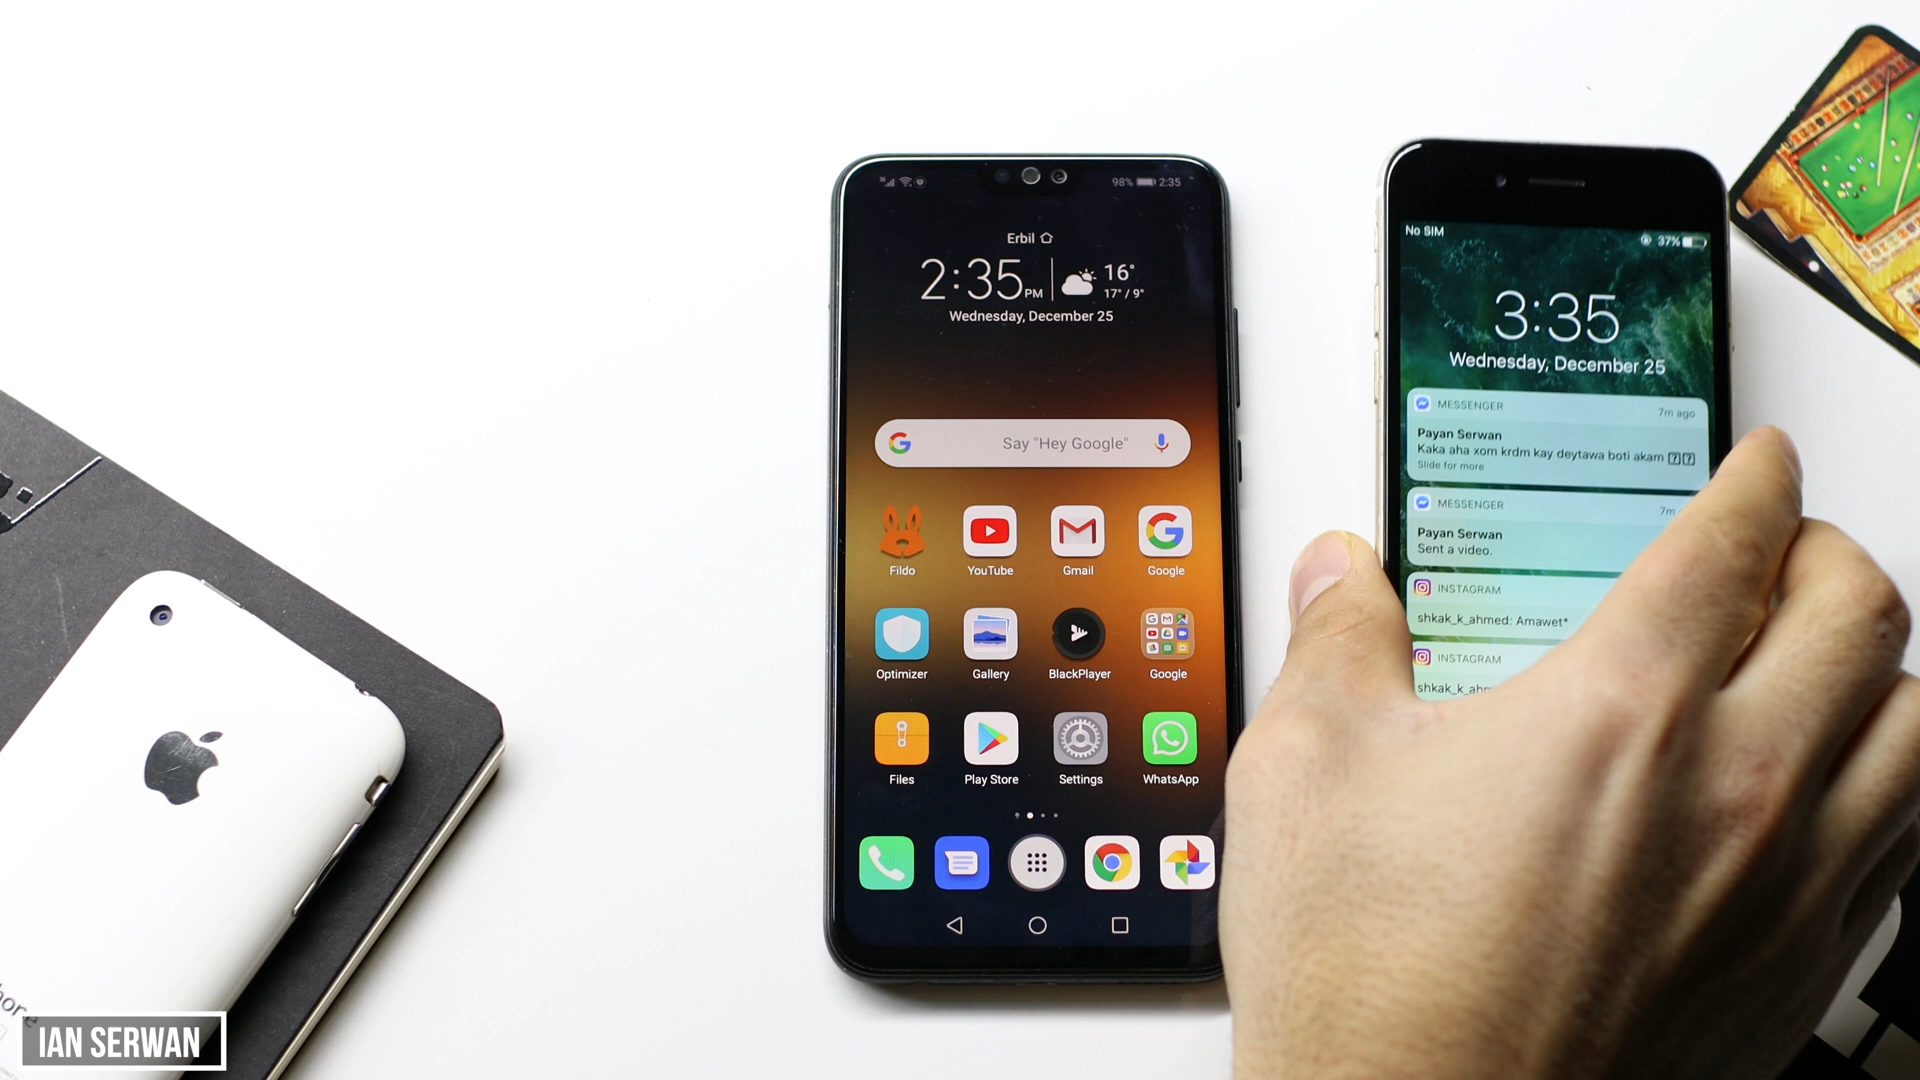 98% 2:35
Erbil
2:35 PM
16°
17° / 9°
Wednesday, December 25
Say "Hey Google"
Fildo
YouTube
Gmail
Google
Optimizer
Gallery
BlackPlayer
Google
Files
Play Store
Settings
WhatsApp
No SIM
37%
3:35
Wednesday, December 25
MESSENGER
7m ago
Payan Serwan
Kaka aha xom krdm kay deytawa boti akam
Slide for more
MESSENGER
7m
Payan Serwan
Sent a video.
INSTAGRAM
shkak_k_ahmed: Amawet*
INSTAGRAM
IAN SERWAN